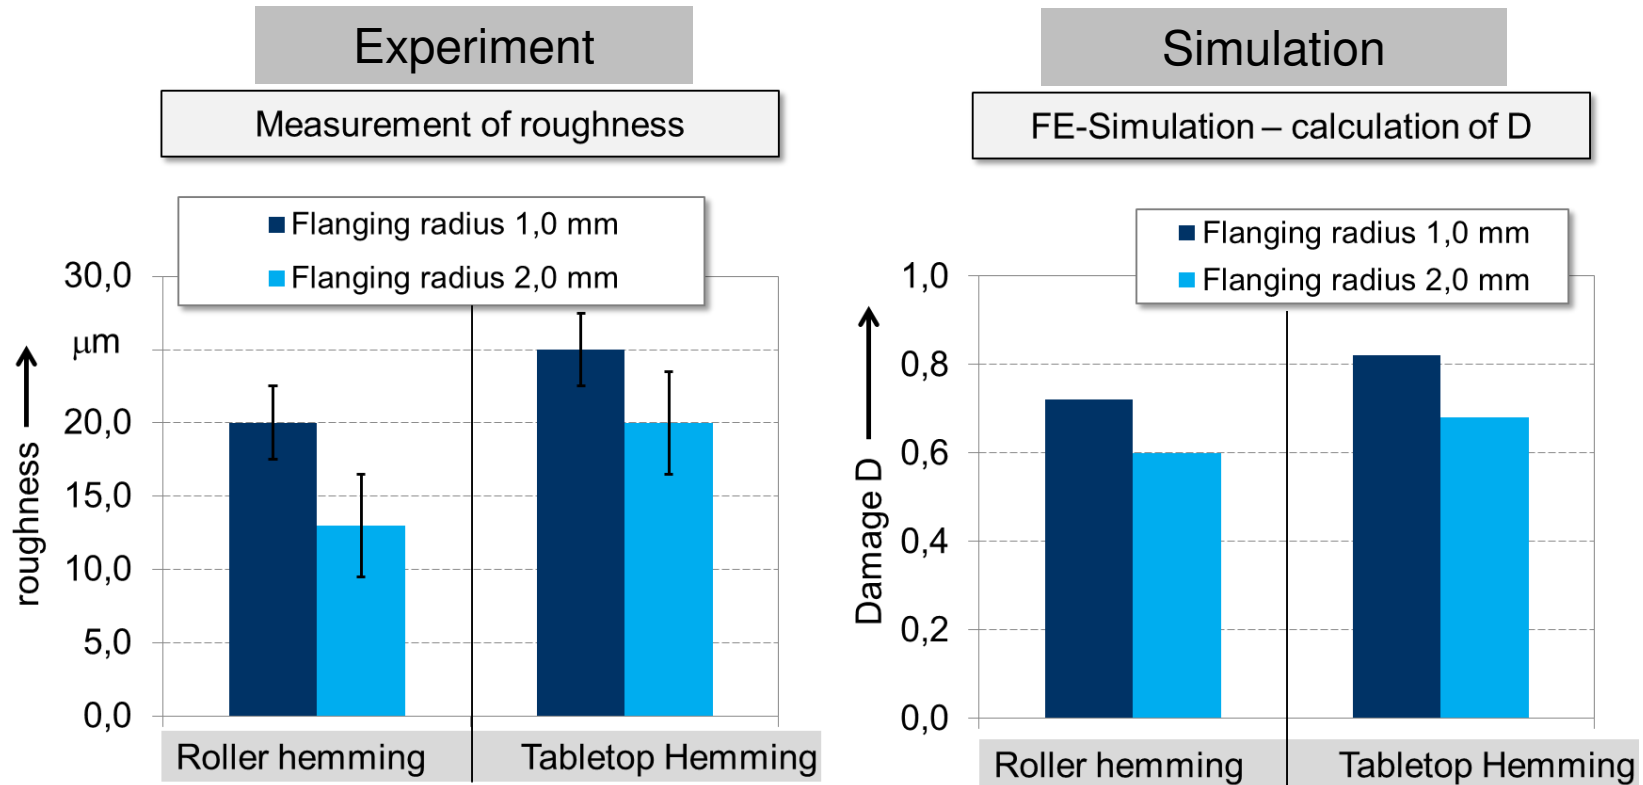 Experiment
Measurement of roughness
Flanging radius 1,0 mm
Flanging radius 2,0 mm
30,0
μm
20,0
15,0
10,0
5,0
0,0
roughness
Roller hemming
Tabletop Hemming
Simulation
FE-Simulation – calculation of D
Flanging radius 1,0 mm
Flanging radius 2,0 mm
1,0
0,8
0,6
0,4
0,2
0,0
Damage D
Roller hemming
Tabletop Hemming